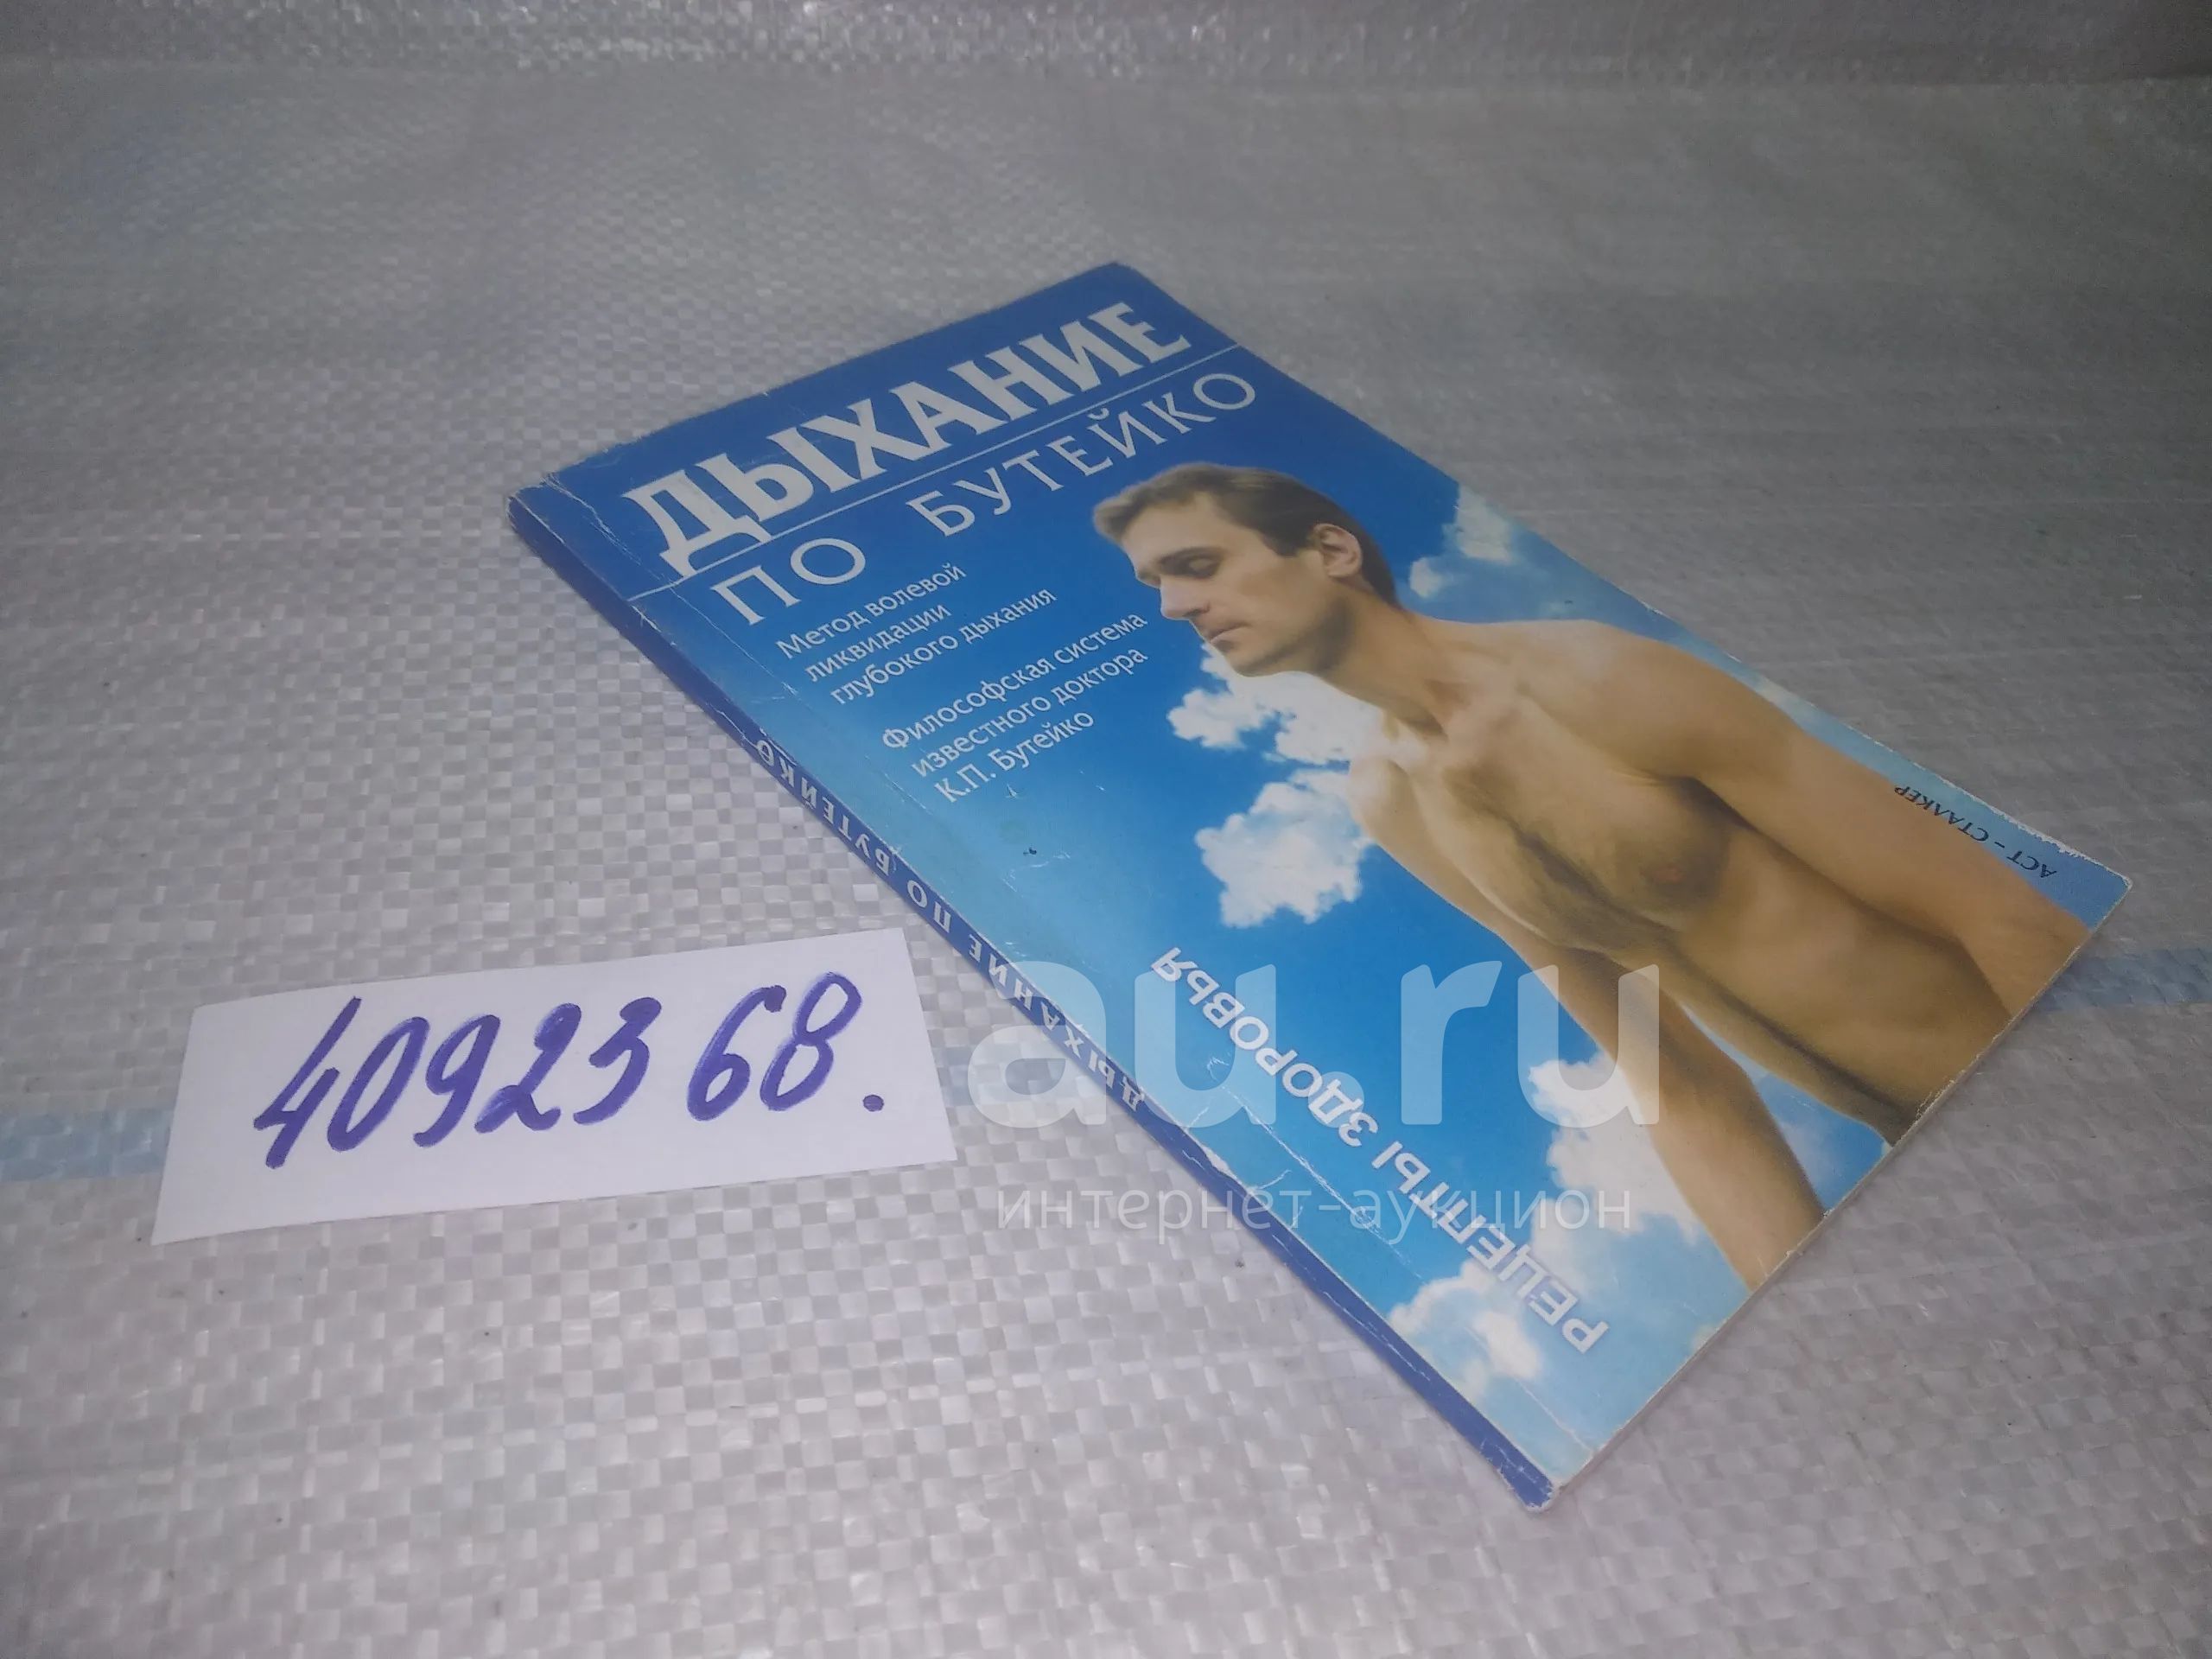 ДЫХАНИЕ
ПО БУТЕЙКО
Метод волевой
ликвидации
глубокого дыхания
Философская система
известного доктора
К.П. Бутейко
РЕЦЕПТЫ ЗДОРОВЬЯ
АСТ – СТАЛКЕР
ДЫХАНИЕ ПО БУТЕЙКО
4092368.
au.ru
интернет-аукцион